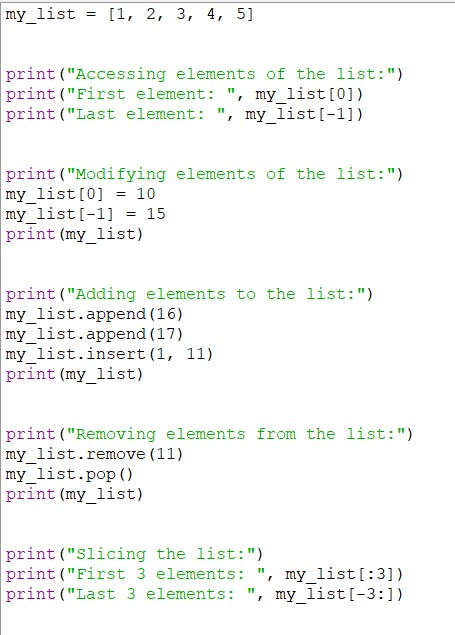 my_list = [1, 2, 3, 4, 5]
print("Accessing elements of the list:")
print("First element: ", my_list[0])
print("Last element: ", my_list[-1])
print("Modifying elements of the list:")
my_list[0] = 10
my_list[-1] = 15
print(my_list)
print("Adding elements to the list:")
my_list.append(16)
my_list.append(17)
my_list.insert(1, 11)
print(my_list)
print("Removing elements from the list:")
my_list.remove(11)
my_list.pop()
print(my_list)
print("Slicing the list:")
print("First 3 elements: ", my_list[:3])
print("Last 3 elements: ", my_list[-3:])